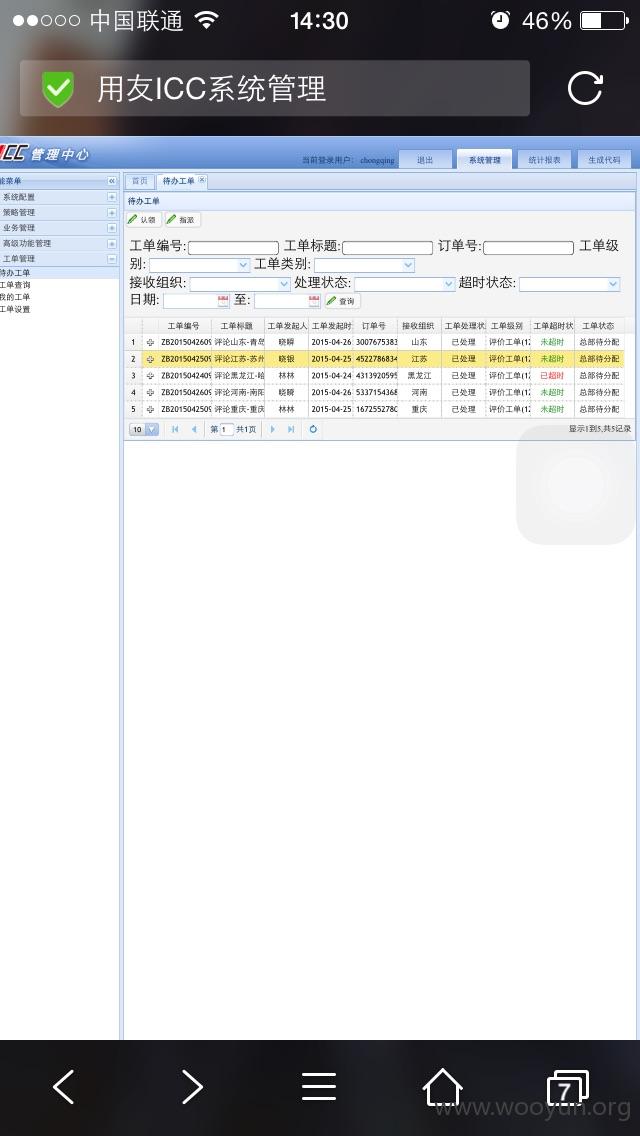 中国联通 14:30 46%
用友ICC系统管理
ICC 管理中心 当前登录用户: chongqing 退出 系统管理 统计报表 生成代码
能菜单 首页 待办工单
系统配置
策略管理
业务管理
高级功能管理
工单管理
待办工单
工单查询
我的工单
工单设置
待办工单
认领 指派
工单编号: 工单标题: 订单号: 工单级
别: 工单类别:
接收组织: 处理状态: 超时状态:
日期: 至: 查询
工单编号 工单标题 工单发起人 工单发起时 订单号 接收组织 工单处理状 工单级别 工单超时状 工单状态
1 ZB2015042609 评论山东-青岛 晓瞬 2015-04-26 3007675383 山东 已处理 评价工单(12 未超时 总部待分配
2 ZB2015042509 评论江苏-苏州 晓银 2015-04-25 4522786834 江苏 已处理 评价工单(12 未超时 总部待分配
3 ZB2015042409 评论黑龙江-哈 林林 2015-04-24 4313920595 黑龙江 已处理 评价工单(12 已超时 总部待分配
4 ZB2015042609 评论河南-南阳 2015-04-26 5337154368 河南 已处理 评价工单(12 未超时 总部待分配
5 ZB2015042509 评论重庆-重庆 林林 2015-04-25 1672552780 重庆 已处理 评价工单(12 未超时 总部待分配
10 第 1 共1页 显示1到5,共5记录
7
www.wooyun.org